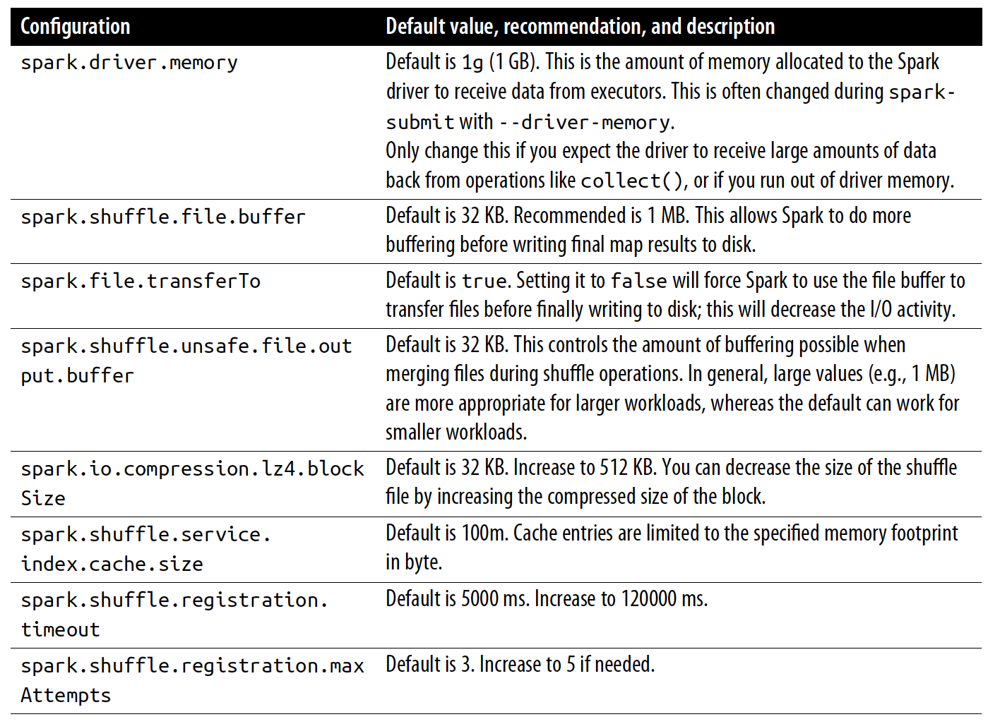 Configuration Default value, recommendation, and description
spark.driver.memory Default is 1g (1 GB). This is the amount of memory allocated to the Spark
driver to receive data from executors. This is often changed during spark-
submit with --driver-memory.
Only change this if you expect the driver to receive large amounts of data
back from operations like collect(), or if you run out of driver memory.
spark.shuffle.file.buffer Default is 32 KB. Recommended is 1 MB. This allows Spark to do more
buffering before writing final map results to disk.
spark.file.transferTo Default is true. Setting it to false will force Spark to use the file buffer to
transfer files before finally writing to disk; this will decrease the I/O activity.
spark.shuffle.unsafe.file.out Default is 32 KB. This controls the amount of buffering possible when
put.buffer merging files during shuffle operations. In general, large values (e.g., 1 MB)
are more appropriate for larger workloads, whereas the default can work for
smaller workloads.
spark.io.compression.lz4.block Default is 32 KB. Increase to 512 KB. You can decrease the size of the shuffle
Size file by increasing the compressed size of the block.
spark.shuffle.service. Default is 100m. Cache entries are limited to the specified memory footprint
index.cache.size in byte.
spark.shuffle.registration. Default is 5000 ms. Increase to 120000 ms.
timeout
spark.shuffle.registration.max Default is 3. Increase to 5 if needed.
Attempts